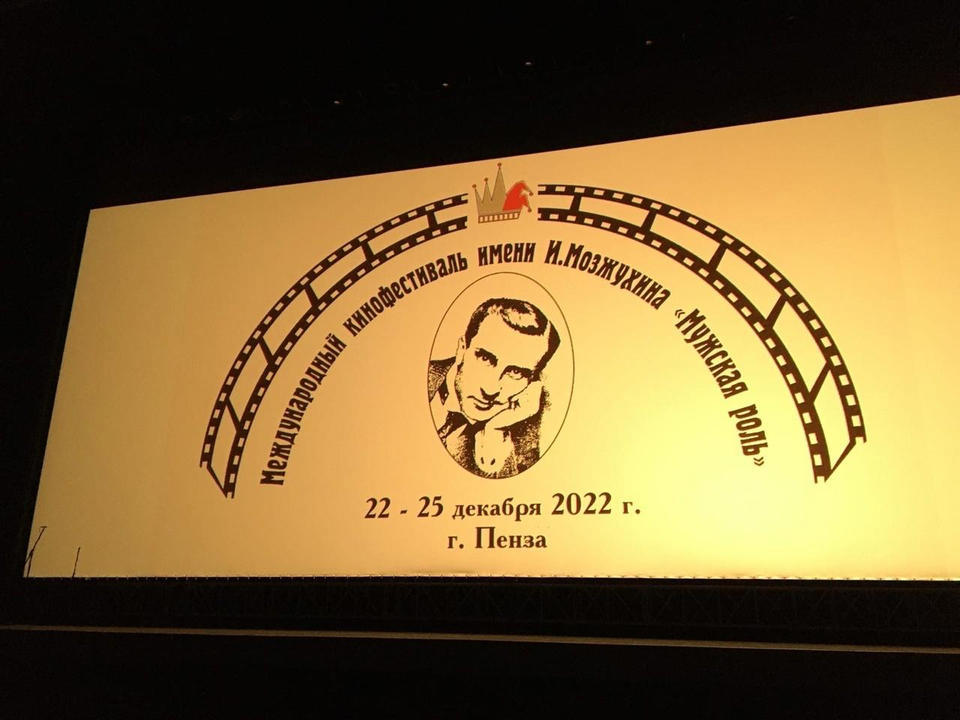 Международный кинофестиваль имени И.Мозжухина «Мужская роль»
22 - 25 декабря 2022 г.
г. Пенза